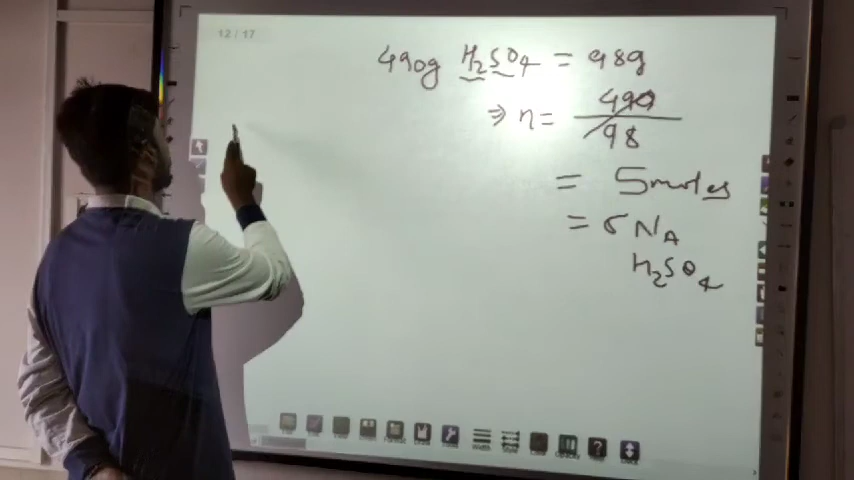 12 / 17
490g H₂SO₄ = 98g
⇒ n = 490/98
= 5 moles
= 5 NA
H₂SO₄